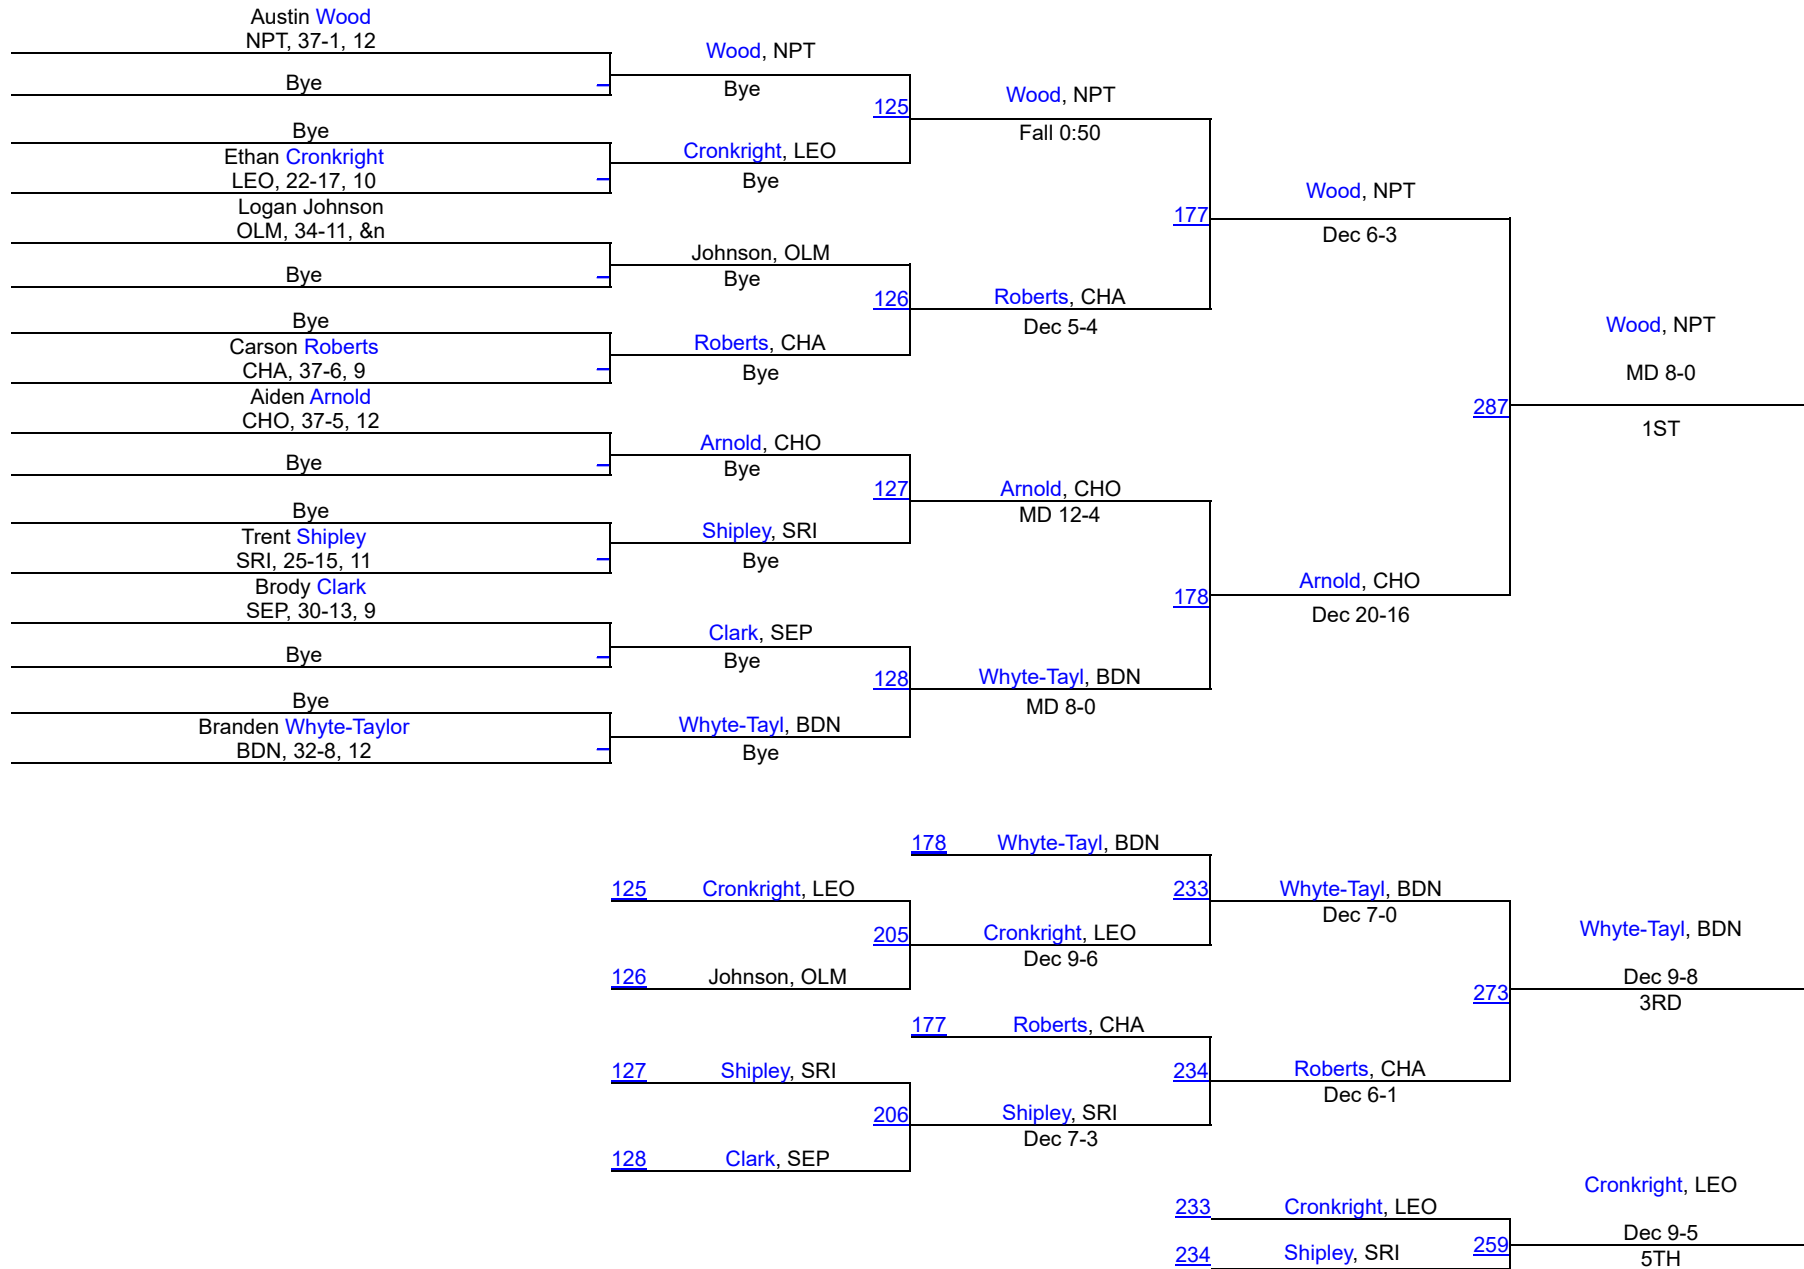 Austin Wood
NPT, 37-1, 12
Bye
Bye
Ethan Cronkright
LEO, 22-17, 10
Logan Johnson
OLM, 34-11, &n
Bye
Bye
Carson Roberts
CHA, 37-6, 9
Aiden Arnold
CHO, 37-5, 12
Bye
Bye
Trent Shipley
SRI, 25-15, 11
Brody Clark
SEP, 30-13, 9
Bye
Bye
Branden Whyte-Taylor
BDN, 32-8, 12
Wood, NPT
Bye
125
Cronkright, LEO
Bye
Johnson, OLM
Bye
126
Roberts, CHA
Bye
Arnold, CHO
Bye
127
Shipley, SRI
Bye
Clark, SEP
Bye
128
Whyte-Tayl, BDN
Bye
Wood, NPT
Fall 0:50
177
Roberts, CHA
Dec 5-4
Arnold, CHO
MD 12-4
178
Whyte-Tayl, BDN
MD 8-0
Wood, NPT
Dec 6-3
287
Arnold, CHO
Dec 20-16
Wood, NPT
MD 8-0
1ST
178 Whyte-Tayl, BDN
125 Cronkright, LEO
205
126 Johnson, OLM
Cronkright, LEO
Dec 9-6
233
177 Roberts, CHA
127 Shipley, SRI
206
128 Clark, SEP
Shipley, SRI
Dec 7-3
234
Whyte-Tayl, BDN
Dec 7-0
273
Roberts, CHA
Dec 6-1
Whyte-Tayl, BDN
Dec 9-8
3RD
233 Cronkright, LEO
234 Shipley, SRI
259
Cronkright, LEO
Dec 9-5
5TH